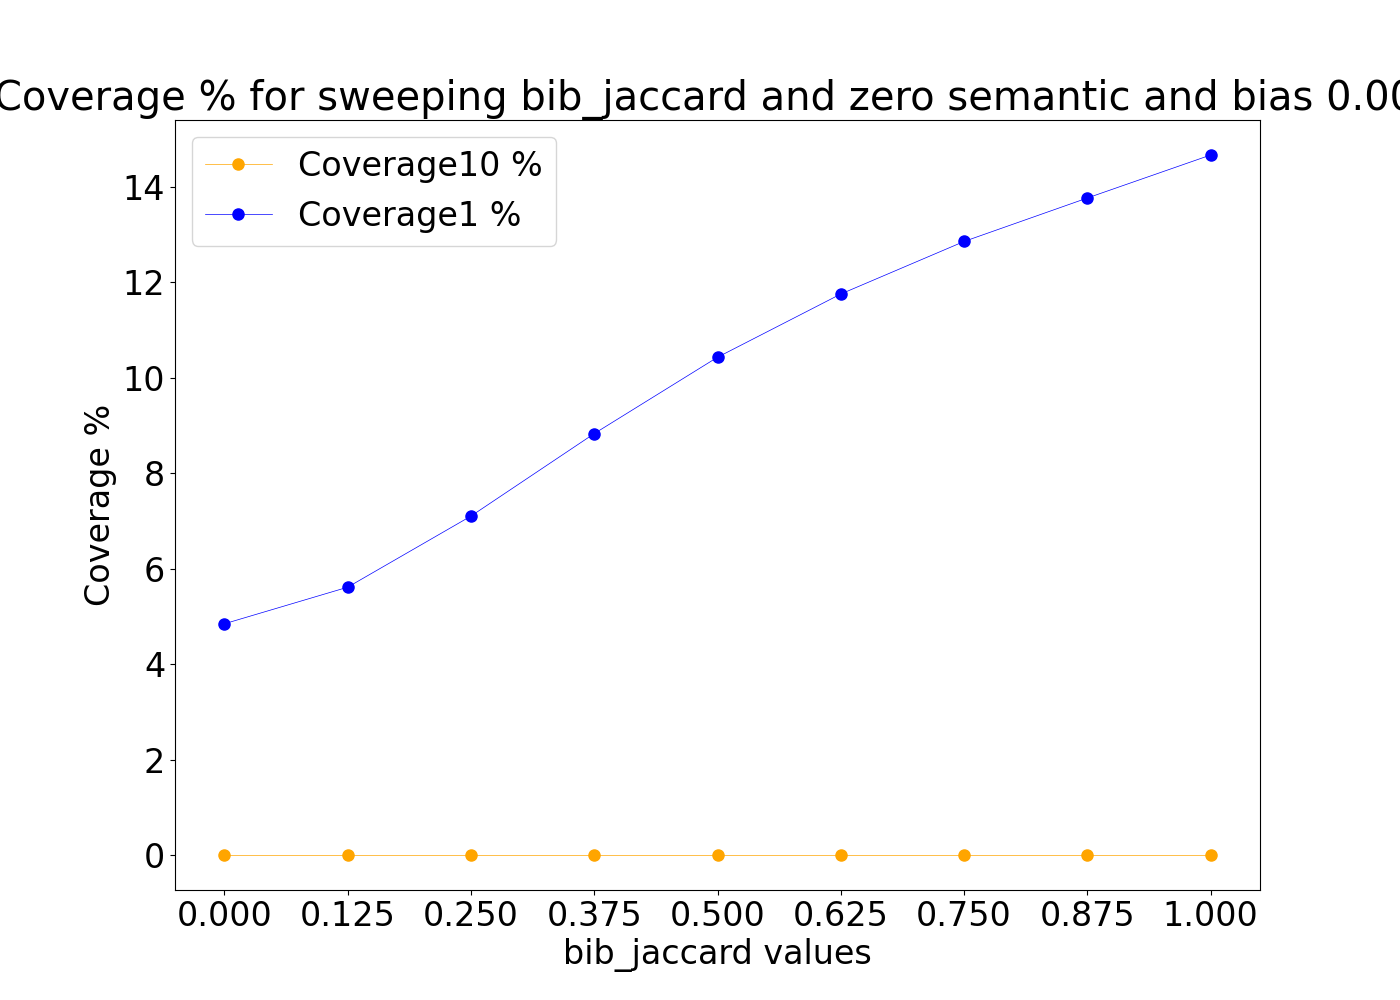 Coverage % for sweeping bib_jaccard and zero semantic and bias 0.00
Coverage10 %
Coverage1 %
14
12
10
8
6
4
2
0
Coverage %
0.000 0.125 0.250 0.375 0.500 0.625 0.750 0.875 1.000
bib_jaccard values